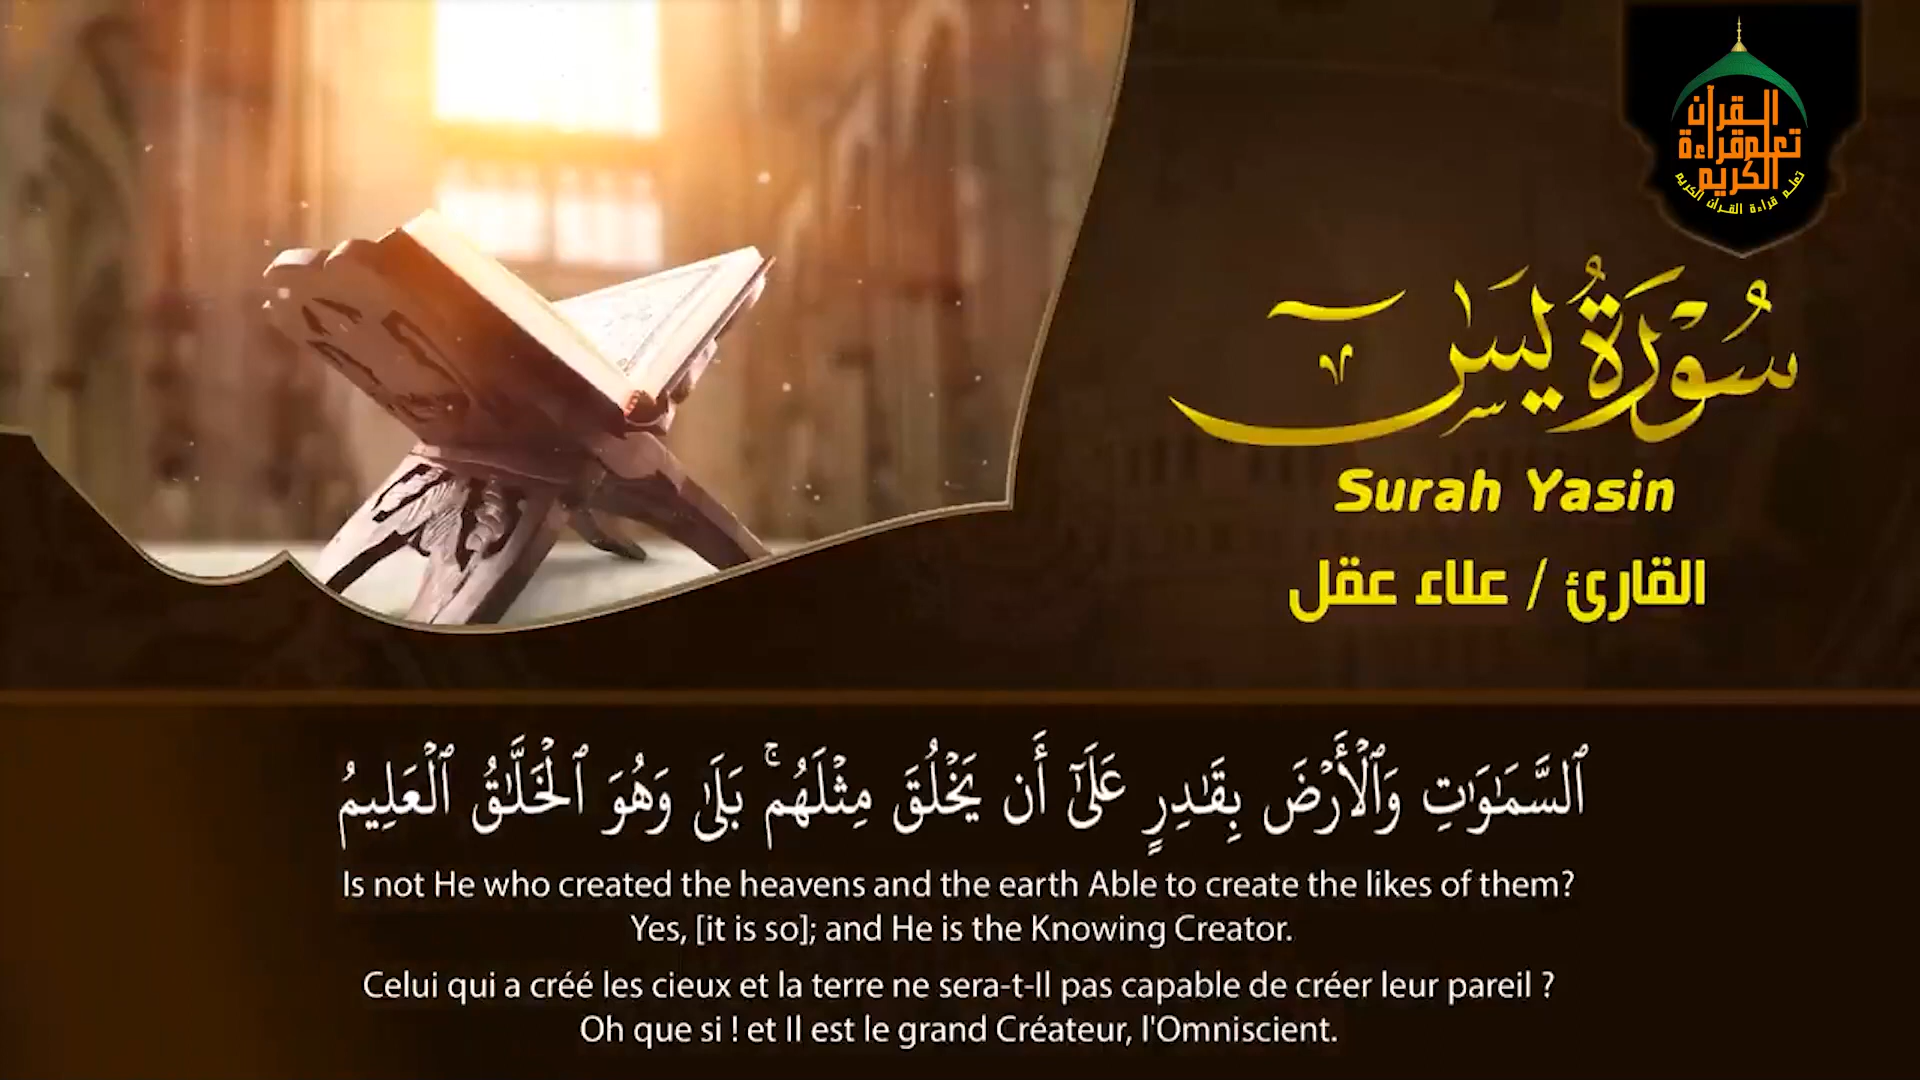 القرآن
تعلم قراءة
الكريم
تعلم قراءة القرآن الكريم
سُورَةُ يسٓ
Surah Yasin
القارئ / علاء عقل
ٱلسَّمَٰوَٰتِ وَٱلْأَرْضَ بِقَٰدِرٍ عَلَىٰٓ أَن يَخْلُقَ مِثْلَهُم ۚ بَلَىٰ وَهُوَ ٱلْخَلَّٰقُ ٱلْعَلِيمُ
Is not He who created the heavens and the earth Able to create the likes of them?
Yes, [it is so]; and He is the Knowing Creator.
Celui qui a créé les cieux et la terre ne sera-t-Il pas capable de créer leur pareil ?
Oh que si ! et Il est le grand Créateur, l'Omniscient.